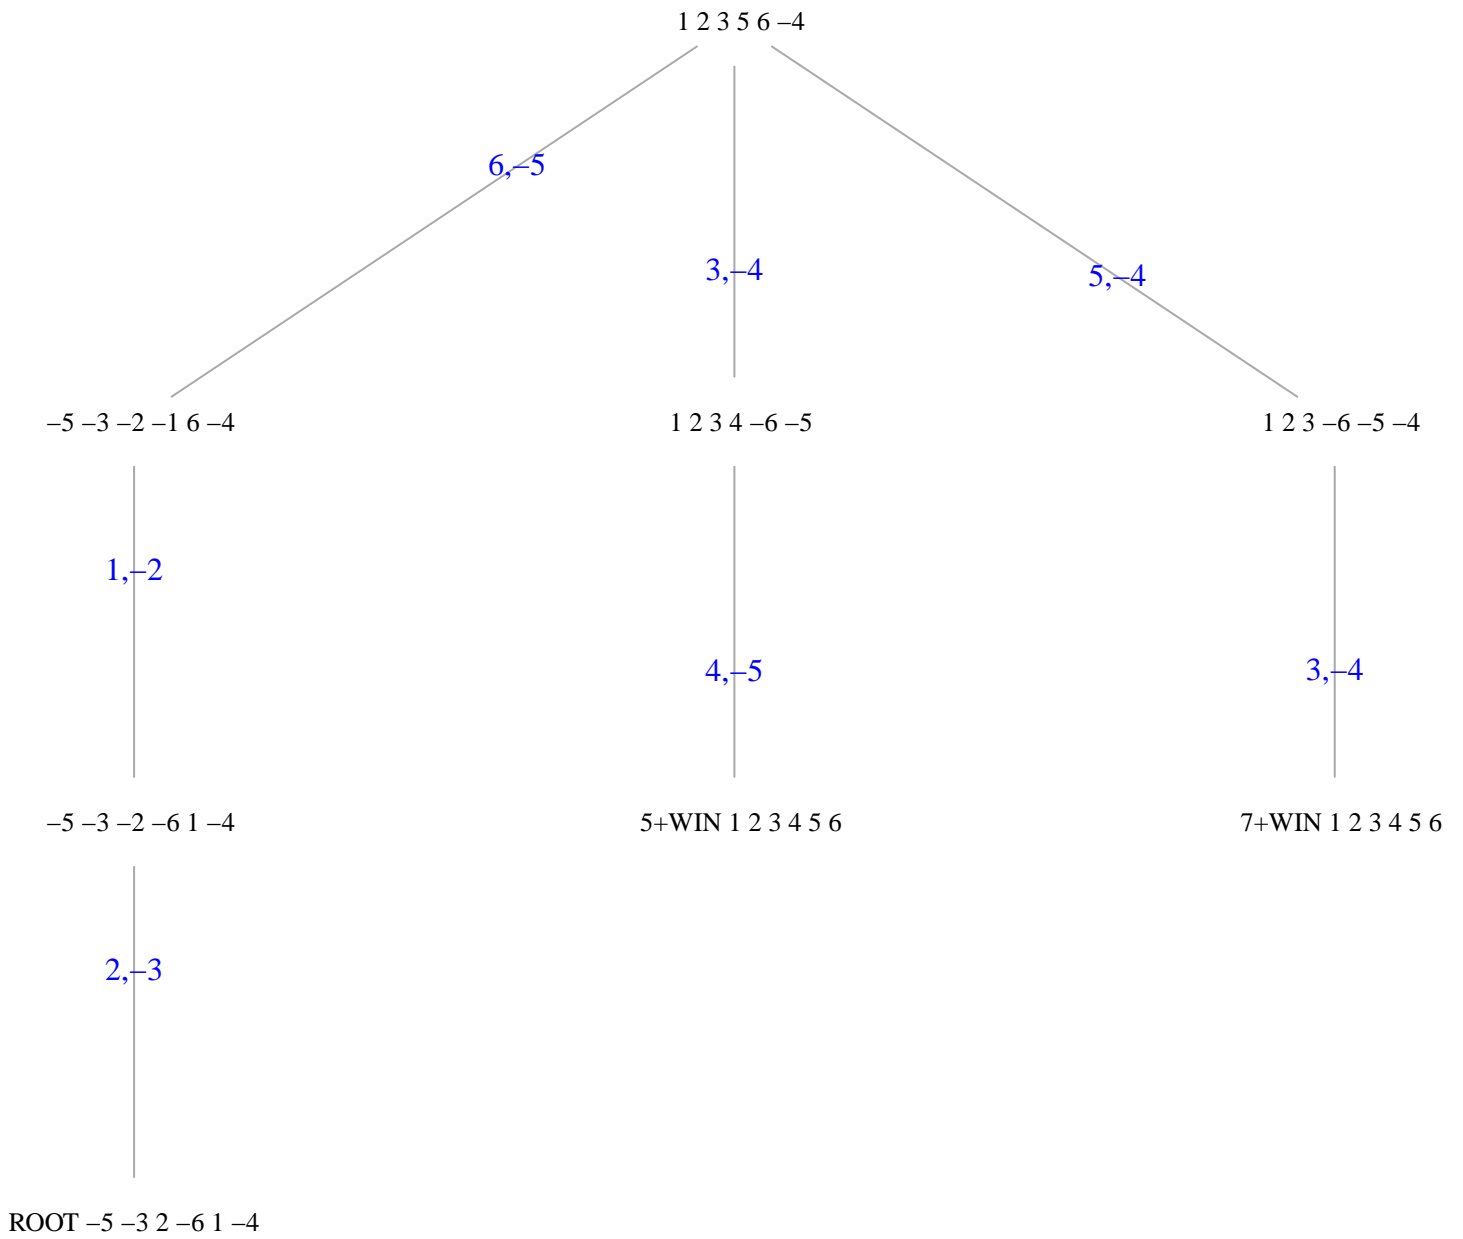 1 2 3 5 6 –4
6,–5
3,–4
5,–4
–5 –3 –2 –1 6 –4
1 2 3 4 –6 –5
1 2 3 –6 –5 –4
1,–2
4,–5
3,–4
–5 –3 –2 –6 1 –4
5+WIN 1 2 3 4 5 6
7+WIN 1 2 3 4 5 6
2,–3
ROOT –5 –3 2 –6 1 –4